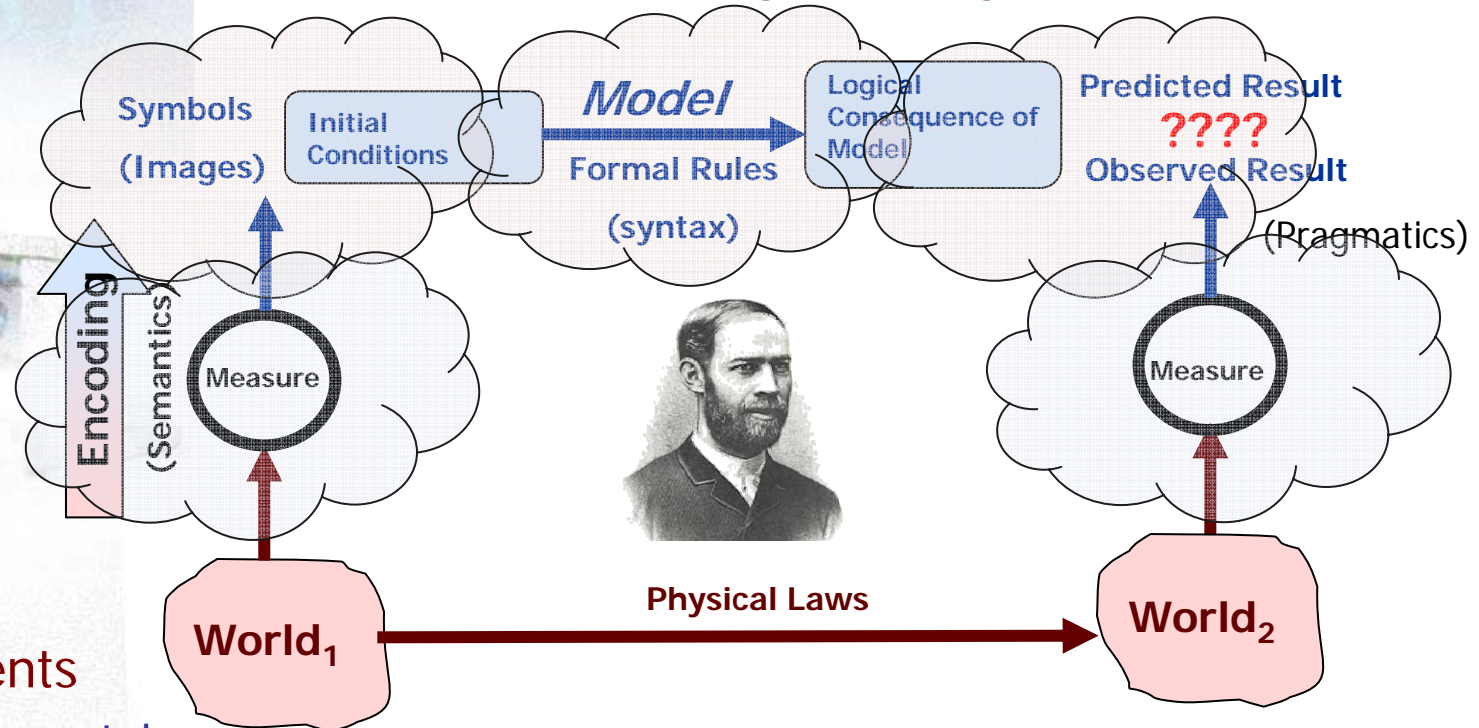 Symbols
(Images)
Initial
Conditions
Model
Formal Rules
(syntax)
Logical
Consequence of
Model
Predicted Result
????
Observed Result
(Pragmatics)
Encoding
(Semantics)
Measure
Measure
Physical Laws
World₁
World₂
ents